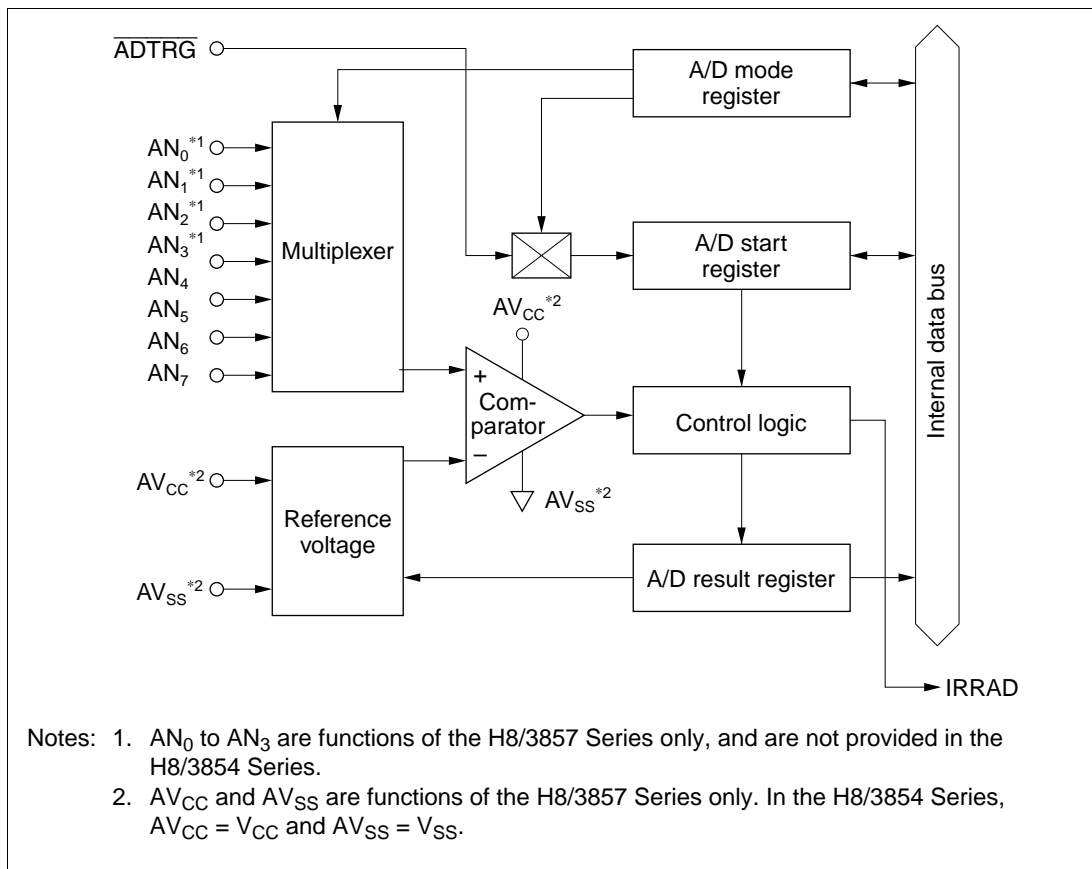 ADTRG
A/D mode
register
AN0*1
AN1*1
AN2*1
AN3*1
AN4
AN5
AN6
AN7
Multiplexer
A/D start
register
AVCC*2
+
Com-
parator
–
AVSS*2
Control logic
Internal data bus
AVCC*2
AVSS*2
Reference
voltage
A/D result register
IRRAD
Notes: 1. AN0 to AN3 are functions of the H8/3857 Series only, and are not provided in the
H8/3854 Series.
2. AVCC and AVSS are functions of the H8/3857 Series only. In the H8/3854 Series,
AVCC = VCC and AVSS = VSS.